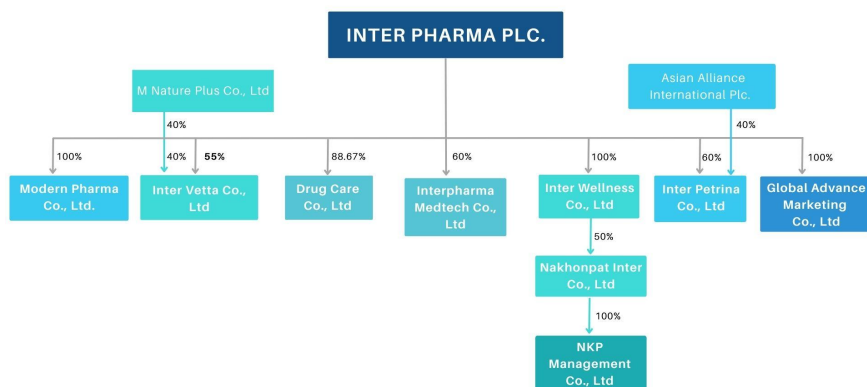 INTER PHARMA PLC.
M Nature Plus Co., Ltd
Asian Alliance
International Plc.
40%
40%
100%
40%
55%
88.67%
60%
100%
60%
100%
Modern Pharma
Co., Ltd.
Inter Vetta Co.,
Ltd
Drug Care
Co., Ltd
Interpharma
Medtech Co.,
Ltd
Inter Wellness
Co., Ltd
Inter Petrina
Co., Ltd
Global Advance
Marketing
Co., Ltd
50%
Nakhonpat Inter
Co., Ltd
100%
NKP
Management
Co., Ltd